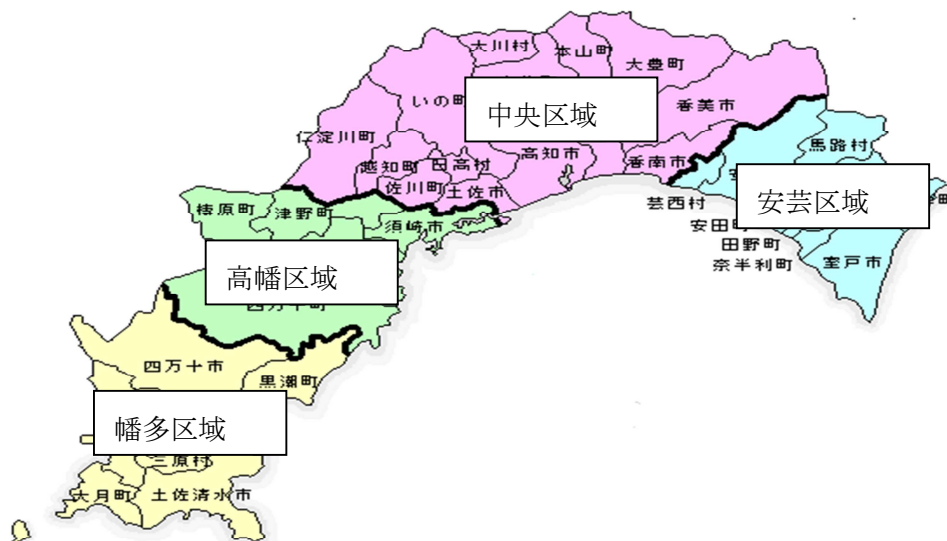 大川村
本山町
大豊町
いの町
中央区域
香美市
仁淀川町
馬路村
越知町
日高村
高知市
香南市
佐川町
土佐市
安芸区域
芸西村
梼原町
津野町
須崎市
田野町
奈半利町
室戸市
高幡区域
四万十町
四万十市
黒潮町
幡多区域
三原村
大月町
土佐清水市